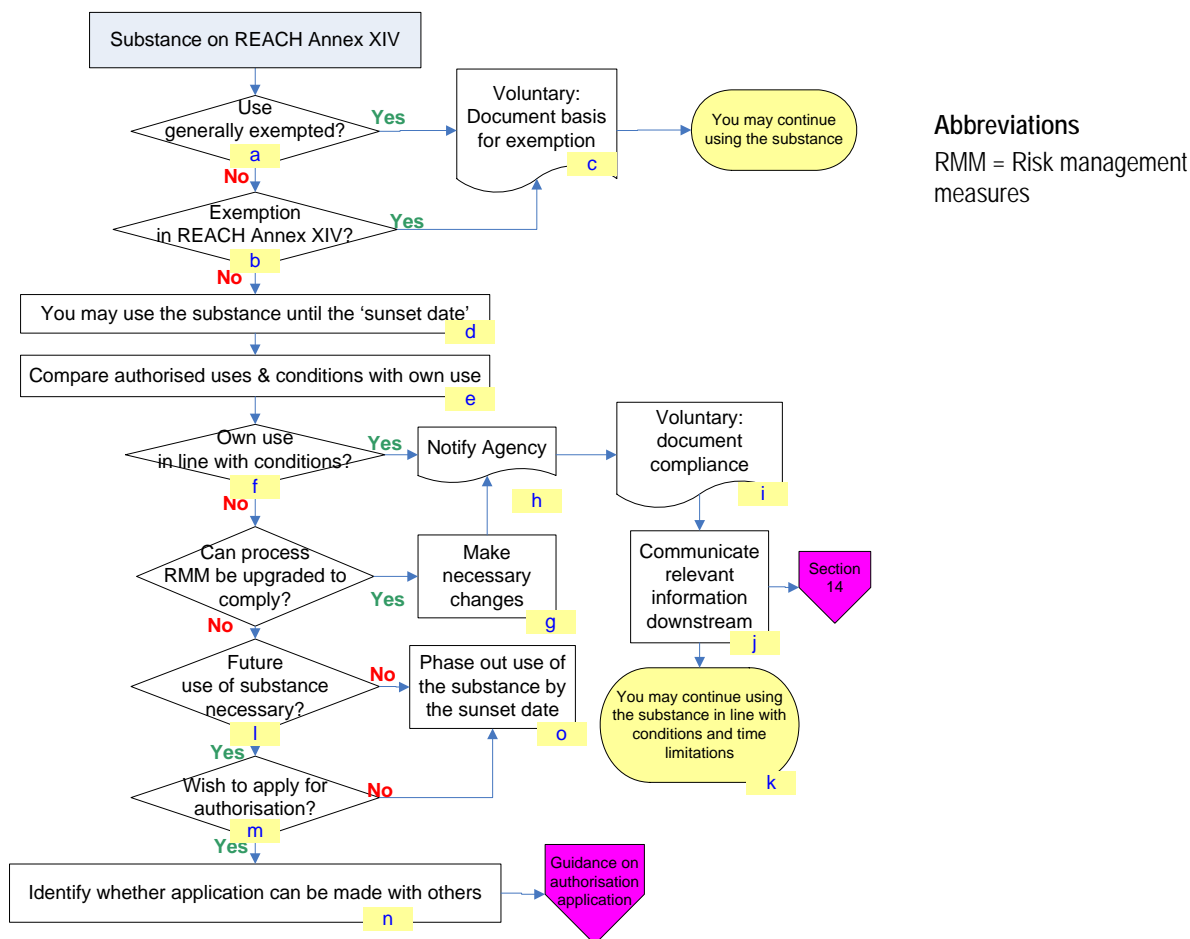 Substance on REACH Annex XIV
Use
generally exempted?
a
Yes
No
Voluntary:
Document basis
for exemption
c
You may continue
using the substance
Abbreviations
RMM = Risk management
measures
Exemption
in REACH Annex XIV?
b
Yes
No
You may use the substance until the ‘sunset date’
d
Compare authorised uses & conditions with own use
e
Own use
in line with conditions?
f
Yes
No
Notify Agency
h
Voluntary:
document
compliance
i
Can process
RMM be upgraded to
comply?
Yes
No
Make
necessary
changes
g
Communicate
relevant
information
downstream
j
Section
14
Future
use of substance
necessary?
l
No
Yes
Phase out use of
the substance by
the sunset date
o
You may continue using
the substance in line with
conditions and time
limitations
k
Wish to apply for
authorisation?
m
No
Yes
Identify whether application can be made with others
n
Guidance on
authorisation
application